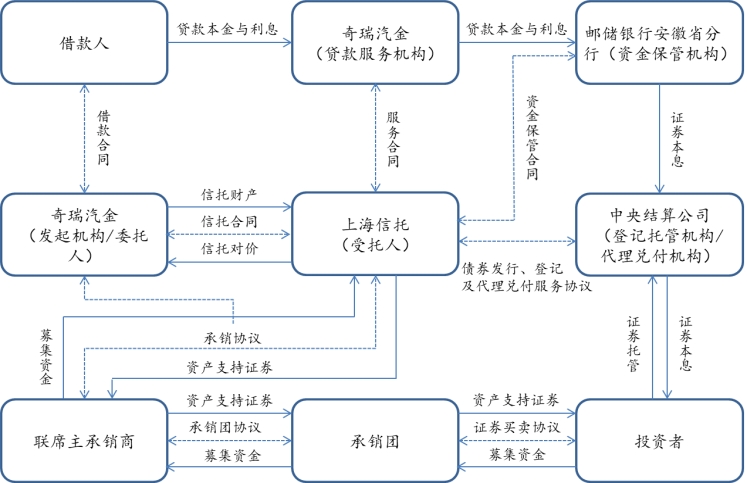 借款人
贷款本金与利息
奇瑞汽金
（贷款服务机构）
贷款本金与利息
邮储银行安徽省分
行（资金保管机构）
借款合同
服务合同
资金保管合同
证券本息
奇瑞汽金
（发起机构/委托
人）
信托财产
信托合同
信托对价
上海信托
（受托人）
中央结算公司
（登记托管机构/
代理兑付机构）
债券发行、登记
及代理兑付服务协议
募集资金
承销协议
资产支持证券
证券托管
证券本息
联席主承销商
资产支持证券
承销团协议
募集资金
承销团
资产支持证券
证券买卖协议
募集资金
投资者